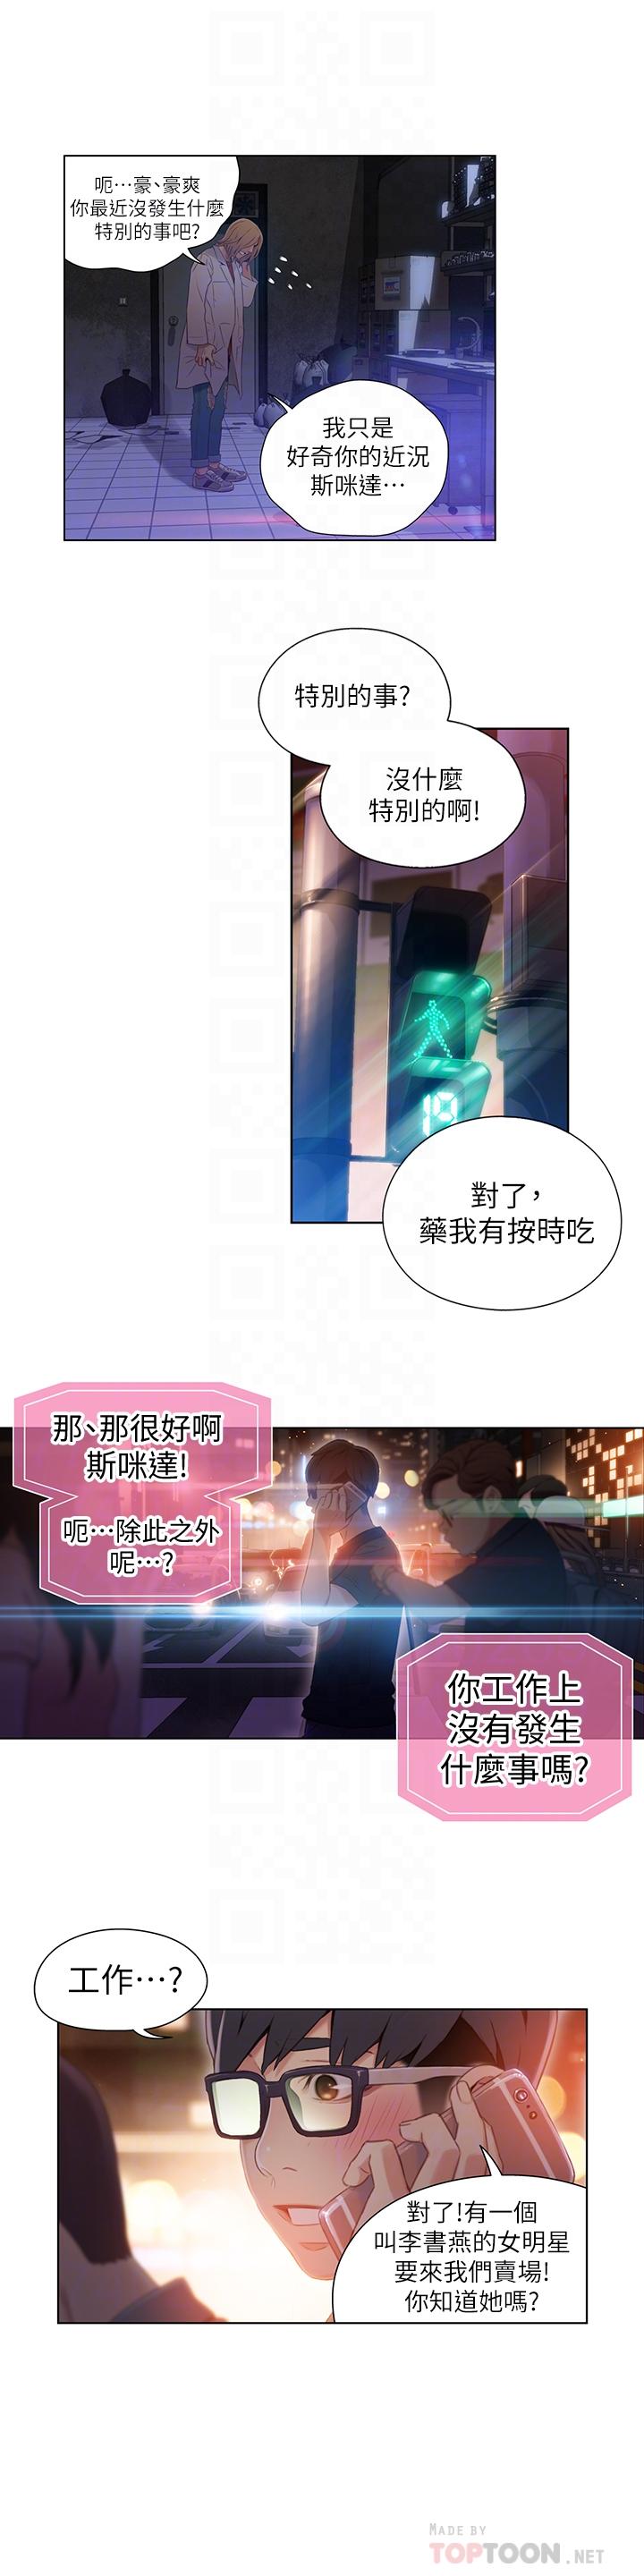 呃…豪、豪爽
你最近沒發生什麼
特別的事吧?
我只是
好奇你的近況
斯咪達…
特別的事?
沒什麼
特別的啊!
19
對了,
藥我有按時吃
那、那很好啊
斯咪達!
呃…除此之外
呢…?
你工作上
沒有發生
什麼事嗎?
工作…?
對了!有一個
叫李書燕的女明星
要來我們賣場!
你知道她嗎?
MADE BY
TOPTOON.NET